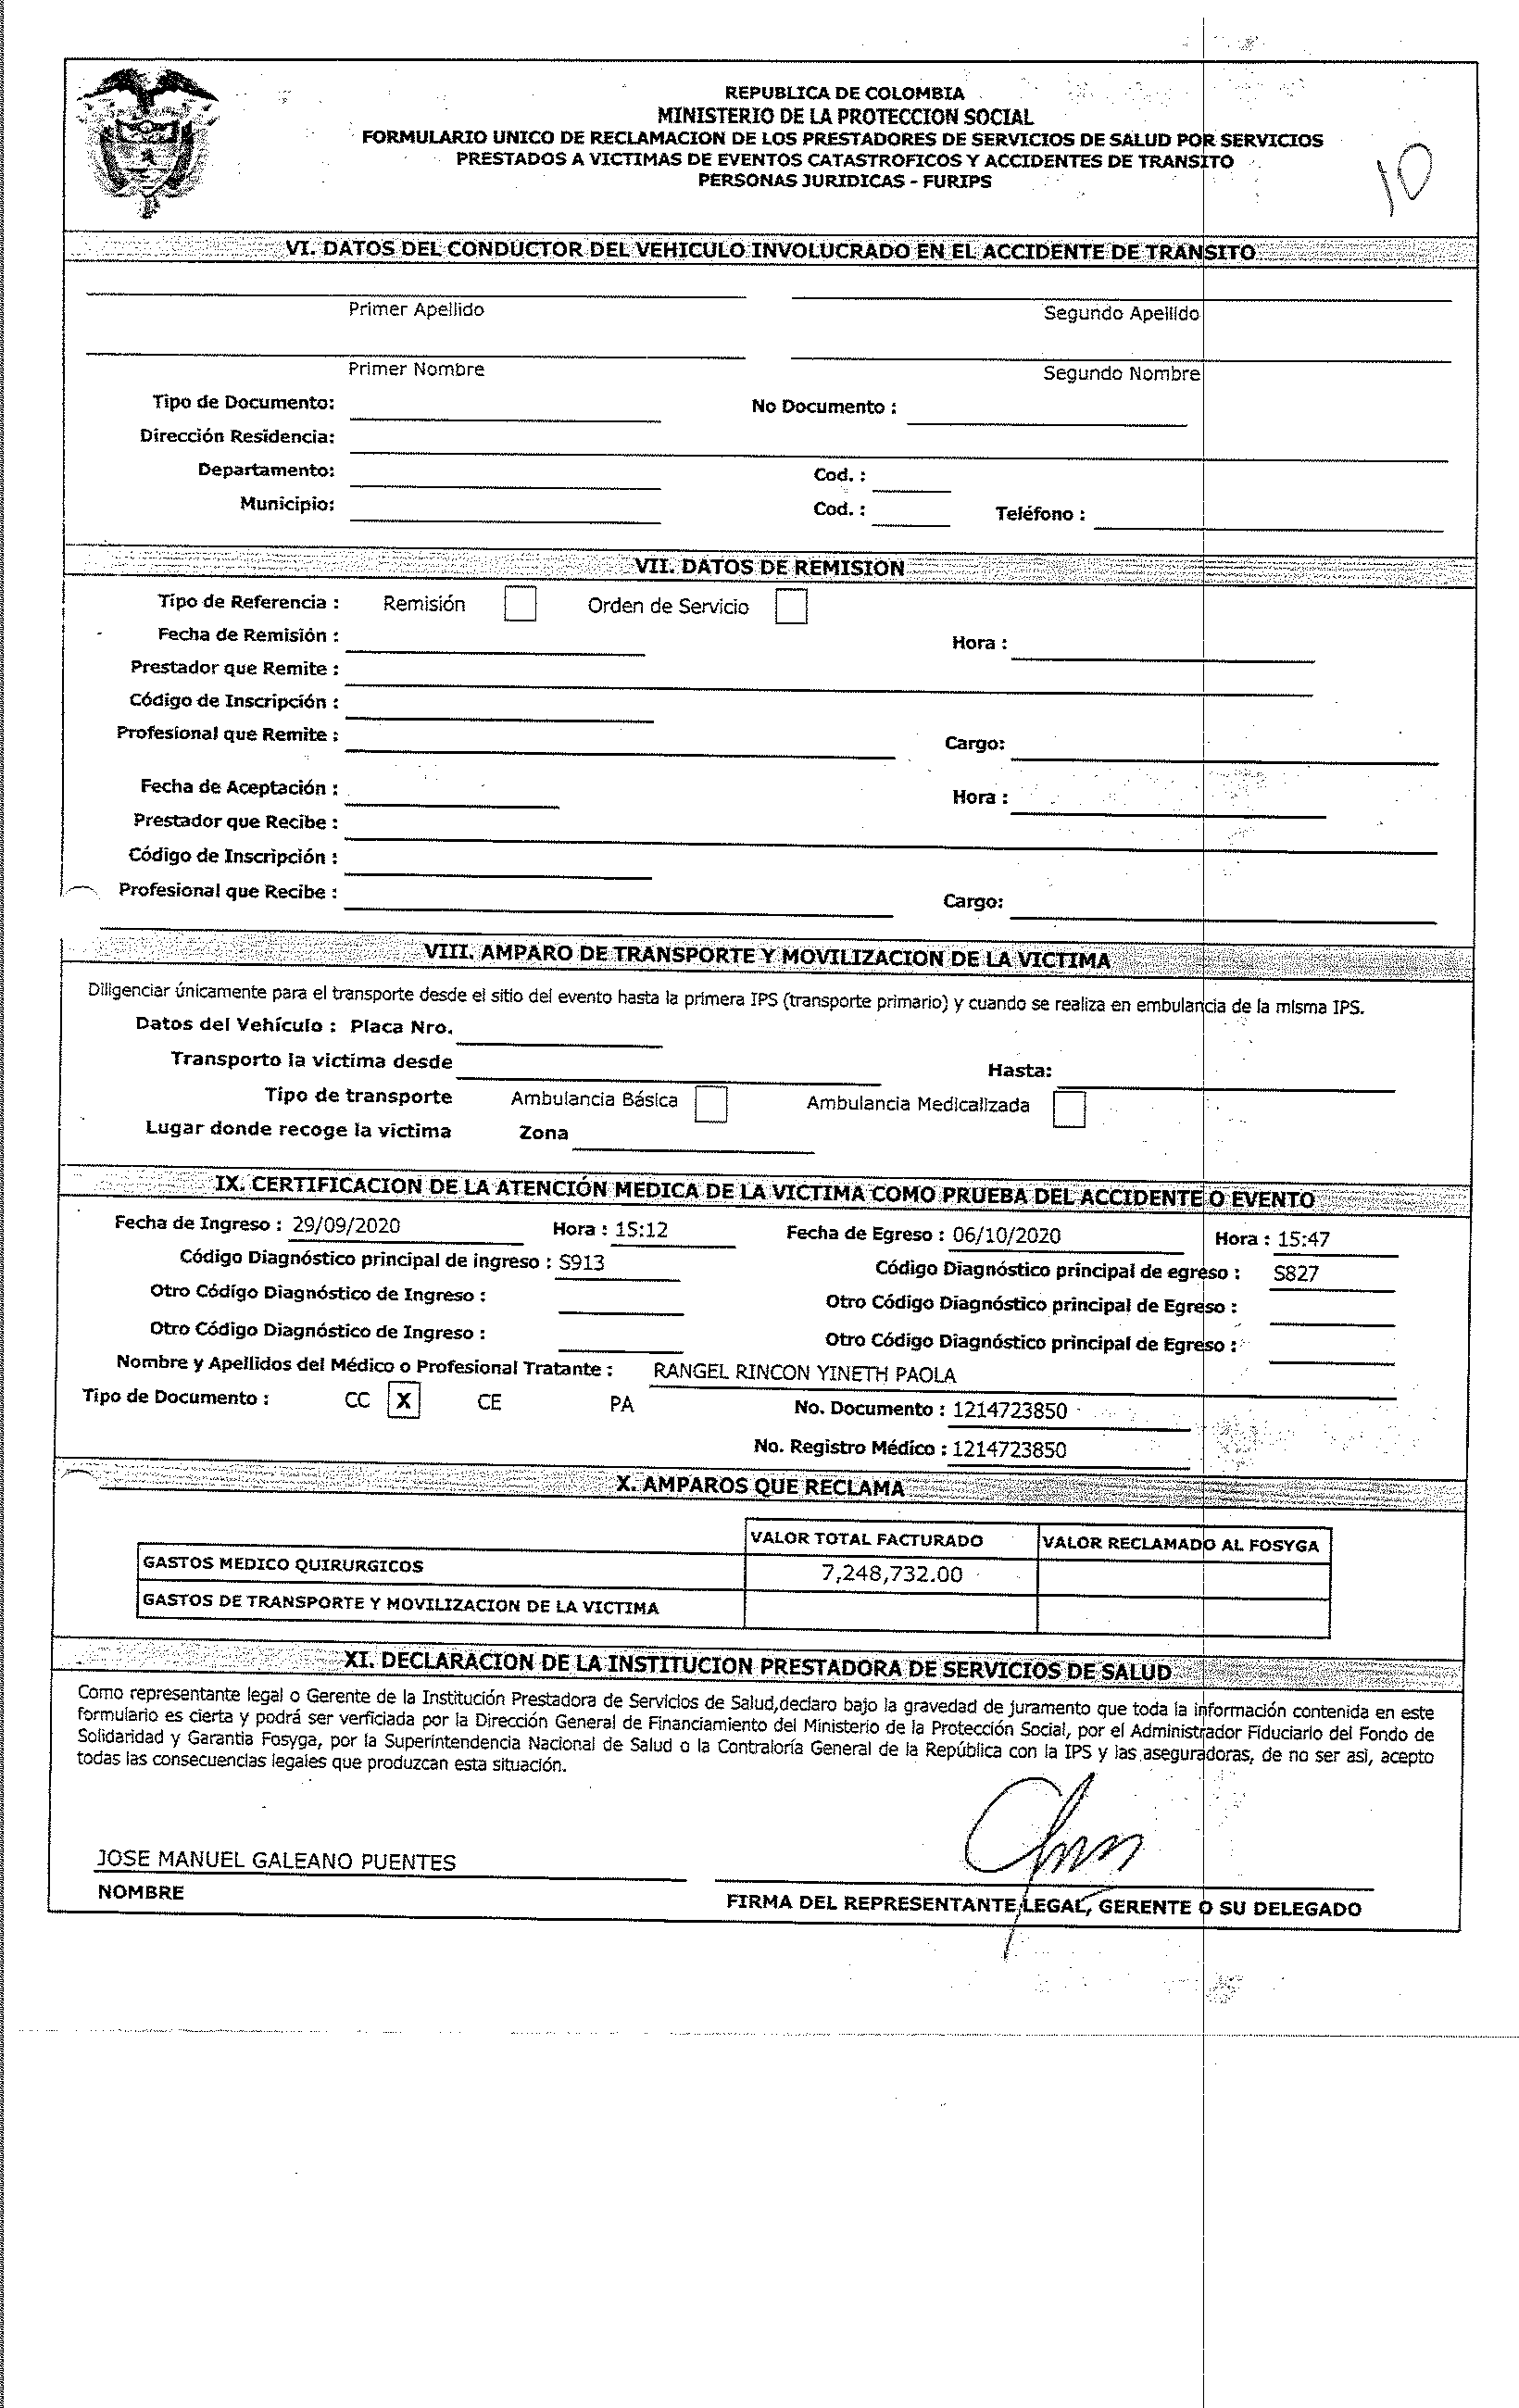 REPUBLICA DE COLOMBIA
MINISTERIO DE LA PROTECCION SOCIAL
FORMULARIO UNICO DE RECLAMACION DE LOS PRESTADORES DE SERVICIOS DE SALUD POR SERVICIOS
PRESTADOS A VICTIMAS DE EVENTOS CATASTROFICOS Y ACCIDENTES DE TRANSITO
PERSONAS JURIDICAS - FURIPS
10
VI. DATOS DEL CONDUCTOR DEL VEHICULO INVOLUCRADO EN EL ACCIDENTE DE TRANSITO
Primer Apellido Segundo Apellido
Primer Nombre Segundo Nombre
Tipo de Documento: No Documento :
Dirección Residencia:
Departamento: Cod. :
Municipio: Cod. : Teléfono :
VII. DATOS DE REMISION
Tipo de Referencia : Remisión Orden de Servicio
Fecha de Remisión : Hora :
Prestador que Remite :
Código de Inscripción :
Profesional que Remite : Cargo:
Fecha de Aceptación : Hora :
Prestador que Recibe :
Código de Inscripción :
Profesional que Recibe : Cargo:
VIII. AMPARO DE TRANSPORTE Y MOVILIZACION DE LA VICTIMA
Diligenciar únicamente para el transporte desde el sitio del evento hasta la primera IPS (transporte primario) y cuando se realiza en embulancia de la misma IPS.
Datos del Vehículo : Placa Nro.
Transporto la victima desde Hasta:
Tipo de transporte Ambulancia Básica Ambulancia Medicalizada
Lugar donde recoge la victima Zona
IX. CERTIFICACION DE LA ATENCIÓN MEDICA DE LA VICTIMA COMO PRUEBA DEL ACCIDENTE O EVENTO
Fecha de Ingreso : 29/09/2020 Hora : 15:12 Fecha de Egreso : 06/10/2020 Hora : 15:47
Código Diagnóstico principal de ingreso : S913 Código Diagnóstico principal de egreso : S827
Otro Código Diagnóstico de Ingreso : Otro Código Diagnóstico principal de Egreso :
Otro Código Diagnóstico de Ingreso : Otro Código Diagnóstico principal de Egreso :
Nombre y Apellidos del Médico o Profesional Tratante : RANGEL RINCON YINETH PAOLA
Tipo de Documento : CC X CE PA No. Documento : 1214723850
No. Registro Médico : 1214723850
X. AMPAROS QUE RECLAMA
VALOR TOTAL FACTURADO VALOR RECLAMADO AL FOSYGA
GASTOS MEDICO QUIRURGICOS 7,248,732.00
GASTOS DE TRANSPORTE Y MOVILIZACION DE LA VICTIMA
XI. DECLARACION DE LA INSTITUCION PRESTADORA DE SERVICIOS DE SALUD
Como representante legal o Gerente de la Institución Prestadora de Servicios de Salud,declaro bajo la gravedad de juramento que toda la información contenida en este
formulario es cierta y podrá ser verficiada por la Dirección General de Financiamiento del Ministerio de la Protección Social, por el Administrador Fiduciario del Fondo de
Solidaridad y Garantia Fosyga, por la Superintendencia Nacional de Salud o la Contraloría General de la República con la IPS y las aseguradoras, de no ser asi, acepto
todas las consecuencias legales que produzcan esta situación.
JOSE MANUEL GALEANO PUENTES
NOMBRE FIRMA DEL REPRESENTANTE LEGAL, GERENTE O SU DELEGADO